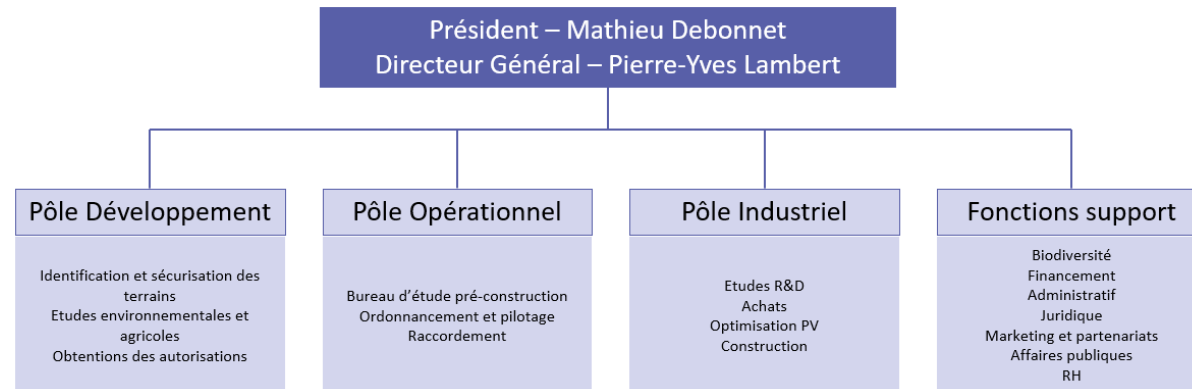 Président – Mathieu Debonnet
Directeur Général – Pierre-Yves Lambert
Pôle Développement
Identification et sécurisation des
terrains
Etudes environnementales et
agricoles
Obtentions des autorisations
Pôle Opérationnel
Bureau d'étude pré-construction
Ordonnancement et pilotage
Raccordement
Pôle Industriel
Etudes R&D
Achats
Optimisation PV
Construction
Fonctions support
Biodiversité
Financement
Administratif
Juridique
Marketing et partenariats
Affaires publiques
RH